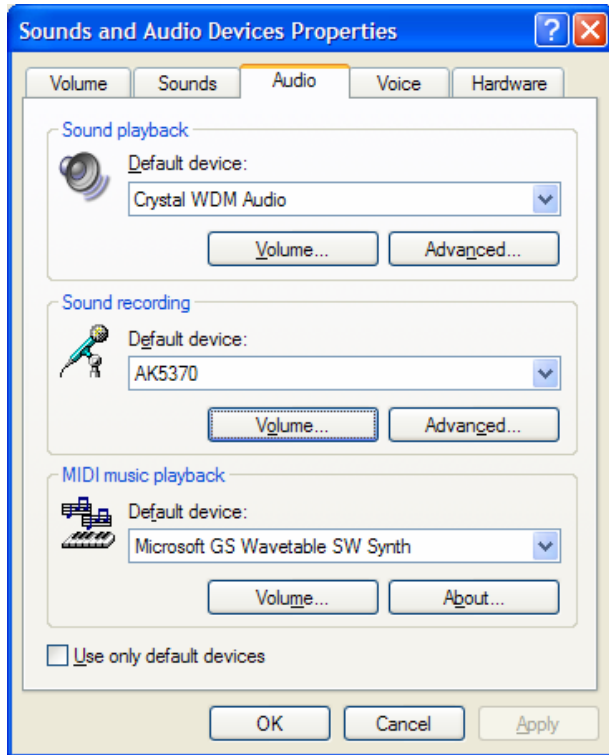 Sounds and Audio Devices Properties
Volume Sounds Audio Voice Hardware
Sound playback
Default device:
Crystal WDM Audio
Volume... Advanced...
Sound recording
Default device:
AK5370
Volume... Advanced...
MIDI music playback
Default device:
Microsoft GS Wavetable SW Synth
Volume... About...
Use only default devices
OK Cancel Apply